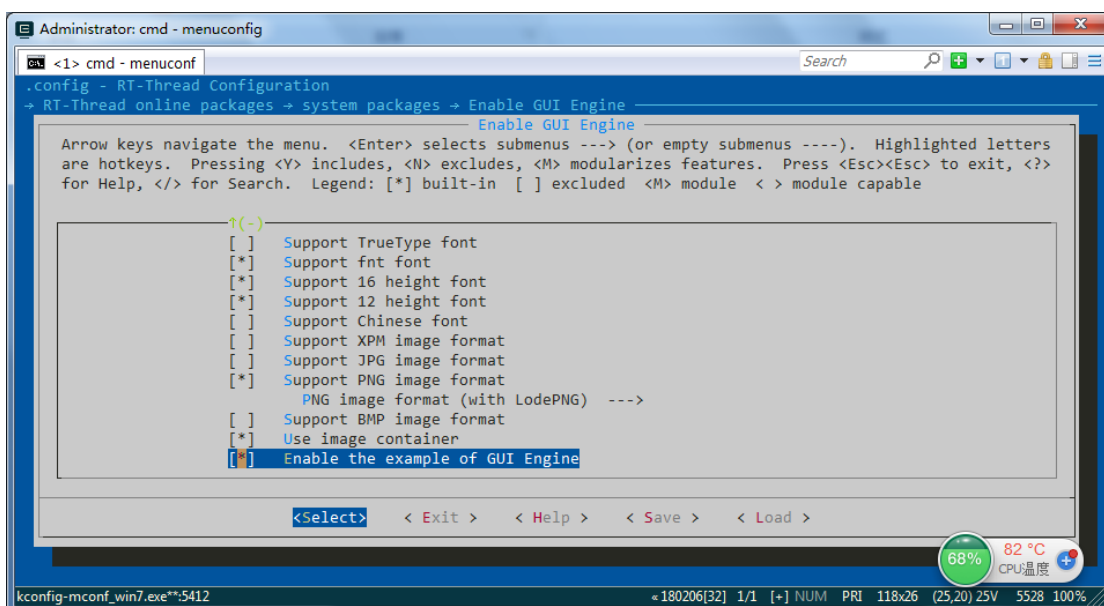 Administrator: cmd - menuconfig
<1> cmd - menuconf
Search
.config - RT-Thread Configuration
→ RT-Thread online packages → system packages → Enable GUI Engine
Enable GUI Engine
Arrow keys navigate the menu.  <Enter> selects submenus ---> (or empty submenus ----).  Highlighted letters
are hotkeys.  Pressing <Y> includes, <N> excludes, <M> modularizes features.  Press <Esc><Esc> to exit, <?>
for Help, </> for Search.  Legend: [*] built-in  [ ] excluded  <M> module  < > module capable
↑(-)
[ ]   Support TrueType font
[*]   Support fnt font
[*]   Support 16 height font
[*]   Support 12 height font
[ ]   Support Chinese font
[ ]   Support XPM image format
[ ]   Support JPG image format
[*]   Support PNG image format
PNG image format (with LodePNG)  --->
[ ]   Support BMP image format
[*]   Use image container
[*]   Enable the example of GUI Engine
<Select>    < Exit >    < Help >    < Save >    < Load >
68%
82 °C
CPU温度
kconfig-mconf_win7.exe**:5412
«180206[32]  1/1  [+] NUM  PRI  118x26  (25,20) 25V  5528  100%